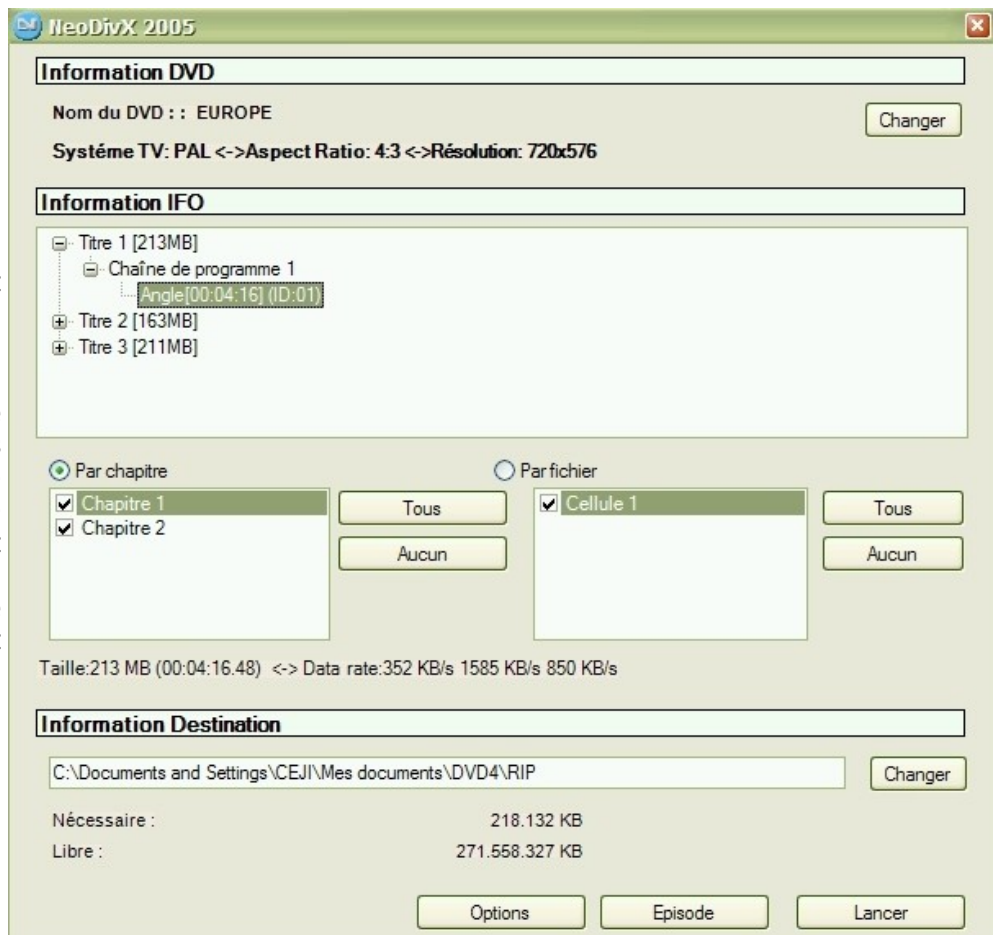 NeoDivX 2005
Information DVD
Nom du DVD : : EUROPE
Changer
Systéme TV: PAL <->Aspect Ratio: 4:3 <->Résolution: 720x576
Information IFO
Titre 1 [213MB]
Chaîne de programme 1
Angle[00:04:16] (ID:01)
Titre 2 [163MB]
Titre 3 [211MB]
Par chapitre
Par fichier
Chapitre 1
Chapitre 2
Tous
Aucun
Cellule 1
Tous
Aucun
Taille:213 MB (00:04:16.48) <-> Data rate:352 KB/s 1585 KB/s 850 KB/s
Information Destination
C:\Documents and Settings\CEJI\Mes documents\DVD4\RIP
Changer
Nécessaire : 218.132 KB
Libre : 271.558.327 KB
Options Episode Lancer